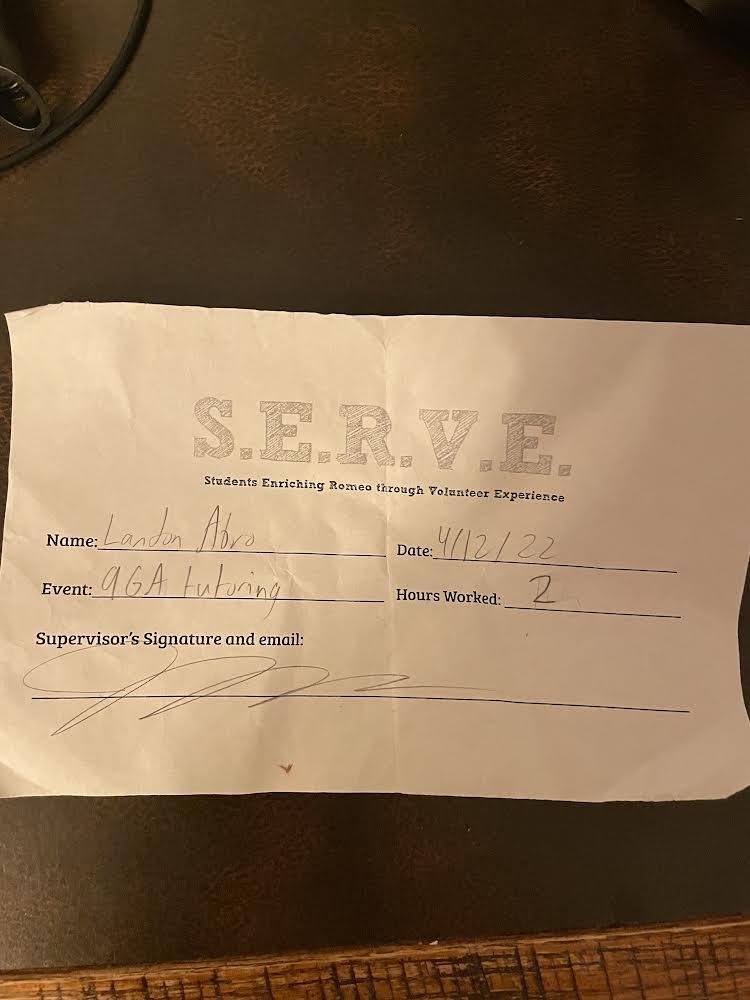 S.E.R.V.E.
Students Enriching Romeo through Volunteer Experience
Name: Landon Abro Date: 4/12/22
Event: 9GA tutoring Hours Worked: 2
Supervisor's Signature and email: